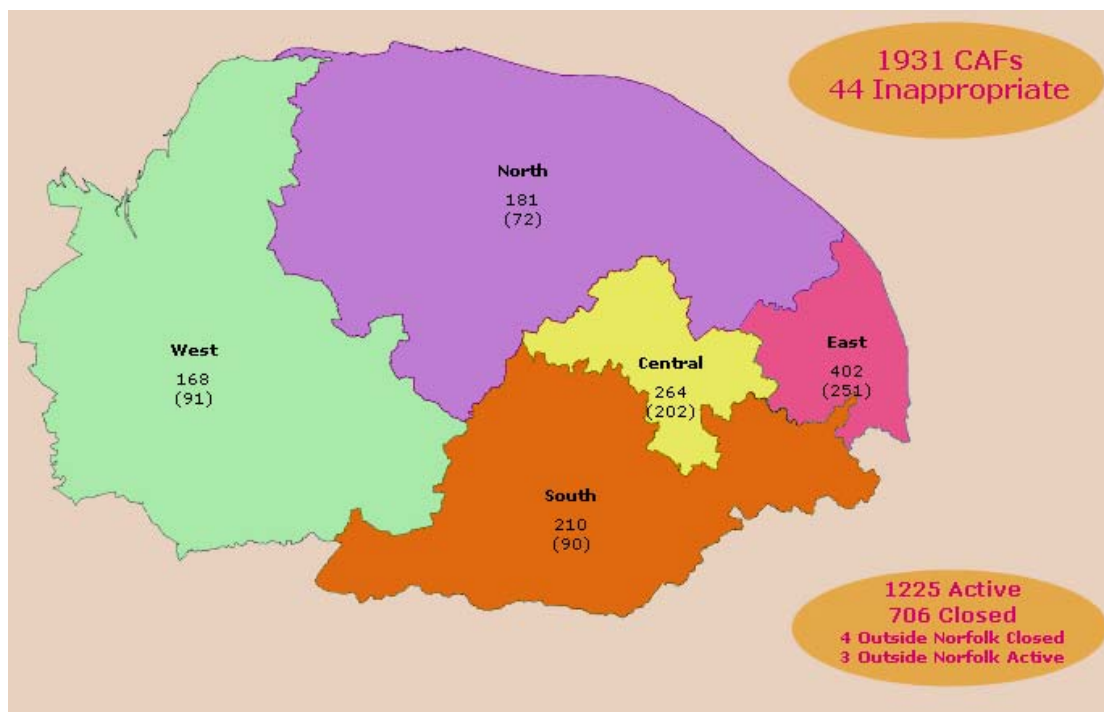 1931 CAFs
44 Inappropriate
North
181
(72)
West
168
(91)
Central
264
(202)
East
402
(251)
South
210
(90)
1225 Active
706 Closed
4 Outside Norfolk Closed
3 Outside Norfolk Active